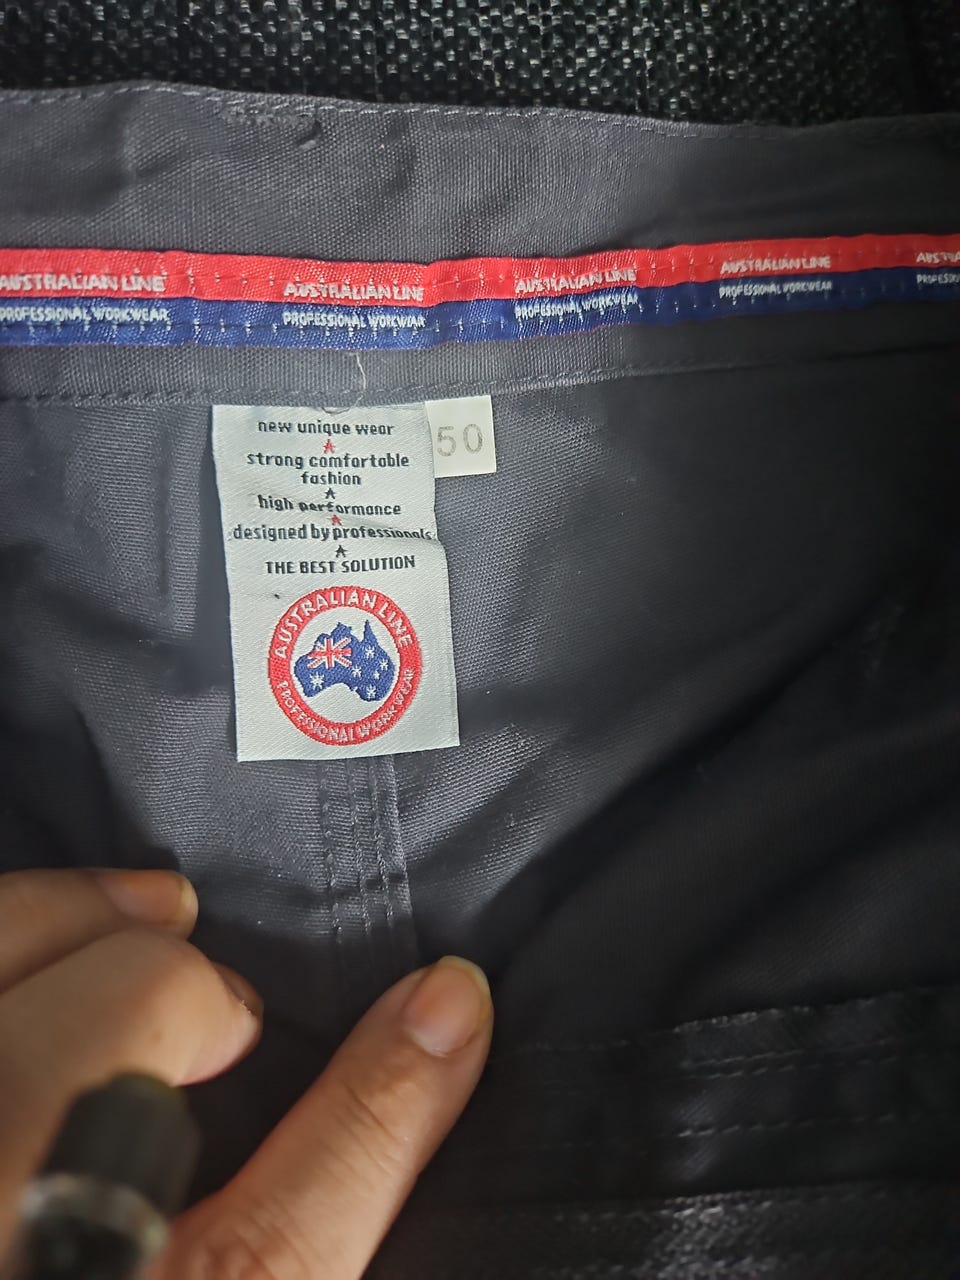 AUSTRALIAN LINE AUSTRALIAN LINE AUSTRALIAN LINE AUSTRALIAN LINE
PROFESSIONAL WORKWEAR PROFESSIONAL WORKWEAR PROFESSIONAL WORKWEAR PROFESSIONAL WORKWEAR
new unique wear
50
strong comfortable
fashion
high performance
designed by professionals
THE BEST SOLUTION
AUSTRALIAN LINE
PROFESSIONAL WORKWEAR